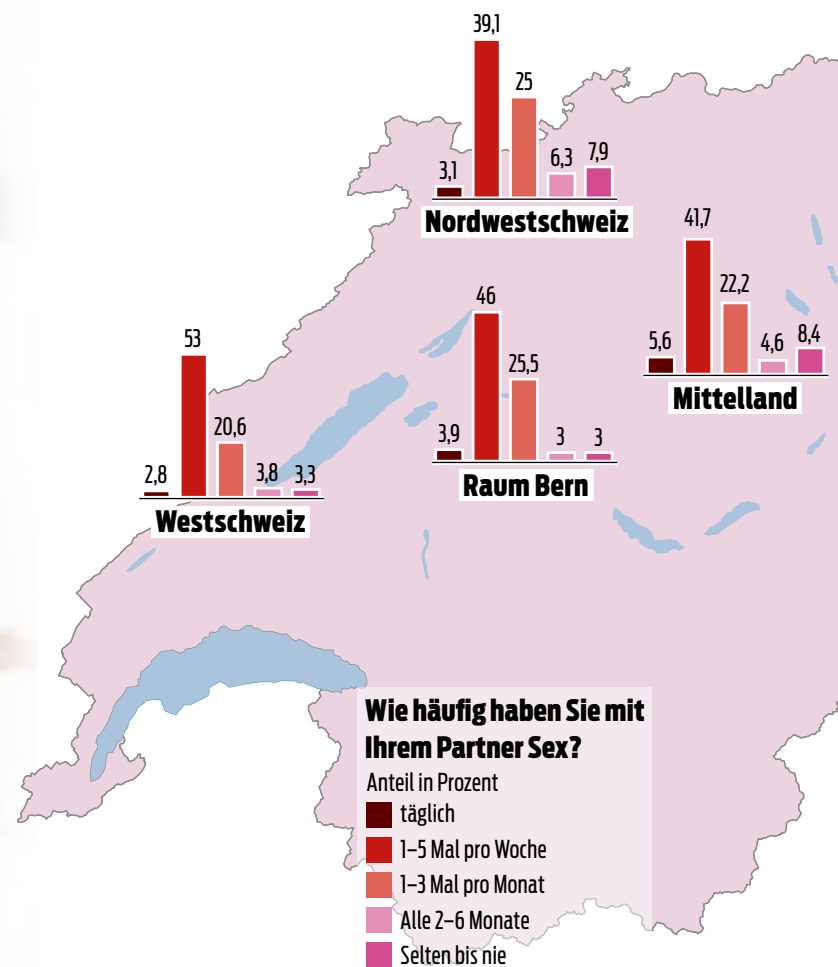 39,1
25
3,1
6,3
7,9
Nordwestschweiz
41,7
22,2
5,6
4,6
8,4
Mittelland
46
25,5
3,9
3
3
Raum Bern
53
20,6
2,8
3,8
3,3
Westschweiz
Wie häufig haben Sie mit
Ihrem Partner Sex?
Anteil in Prozent
täglich
1–5 Mal pro Woche
1–3 Mal pro Monat
Alle 2–6 Monate
Selten bis nie